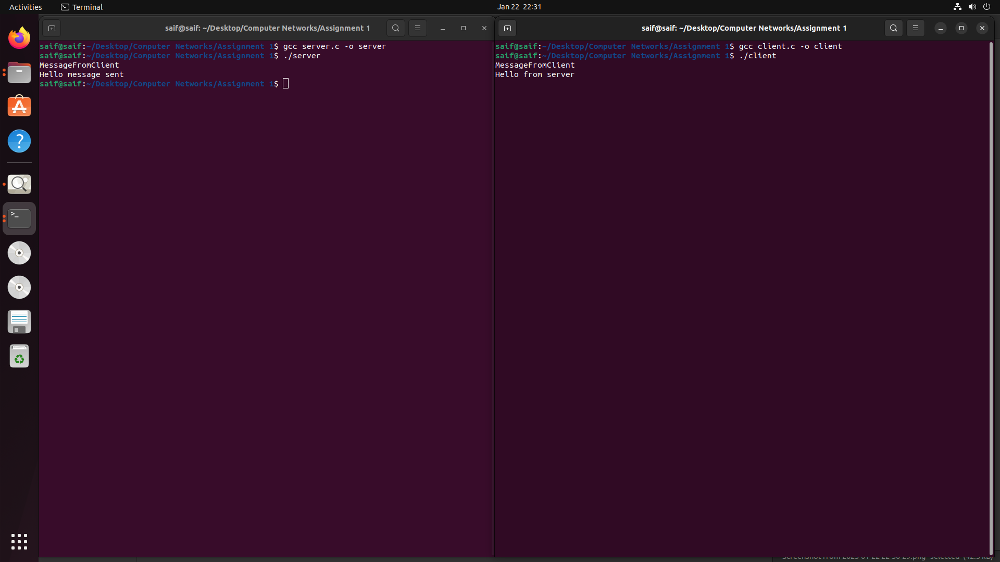 Activities
Terminal
Jan 22 22:31
saif@saif: ~/Desktop/Computer Networks/Assignment 1
saif@saif:~/Desktop/Computer Networks/Assignment 1$ gcc server.c -o server
saif@saif:~/Desktop/Computer Networks/Assignment 1$ ./server
MessageFromClient
Hello message sent
saif@saif:~/Desktop/Computer Networks/Assignment 1$
saif@saif: ~/Desktop/Computer Networks/Assignment 1
saif@saif:~/Desktop/Computer Networks/Assignment 1$ gcc client.c -o client
saif@saif:~/Desktop/Computer Networks/Assignment 1$ ./client
MessageFromClient
Hello from server